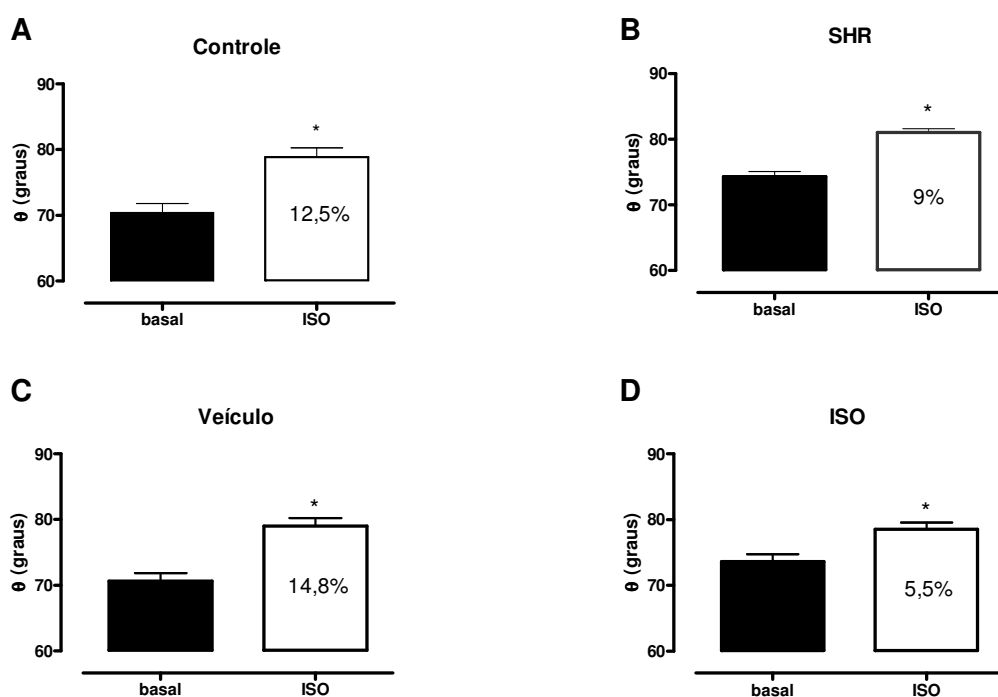 A
Controle
90
80
70
60
θ (graus)
*
12,5%
basal
ISO
B
SHR
90
80
70
60
θ (graus)
*
9%
basal
ISO
C
Veículo
90
80
70
60
θ (graus)
*
14,8%
basal
ISO
D
ISO
90
80
70
60
θ (graus)
*
5,5%
basal
ISO